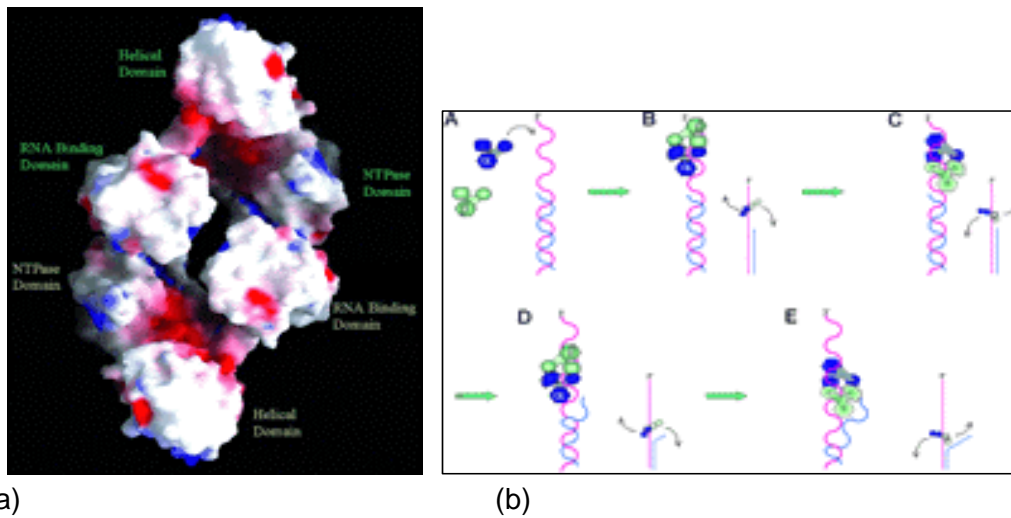 Helical
Domain
RNA Binding
Domain
NTPase
Domain
NTPase
Domain
RNA Binding
Domain
Helical
Domain
A
B
C
D
E
a)
(b)